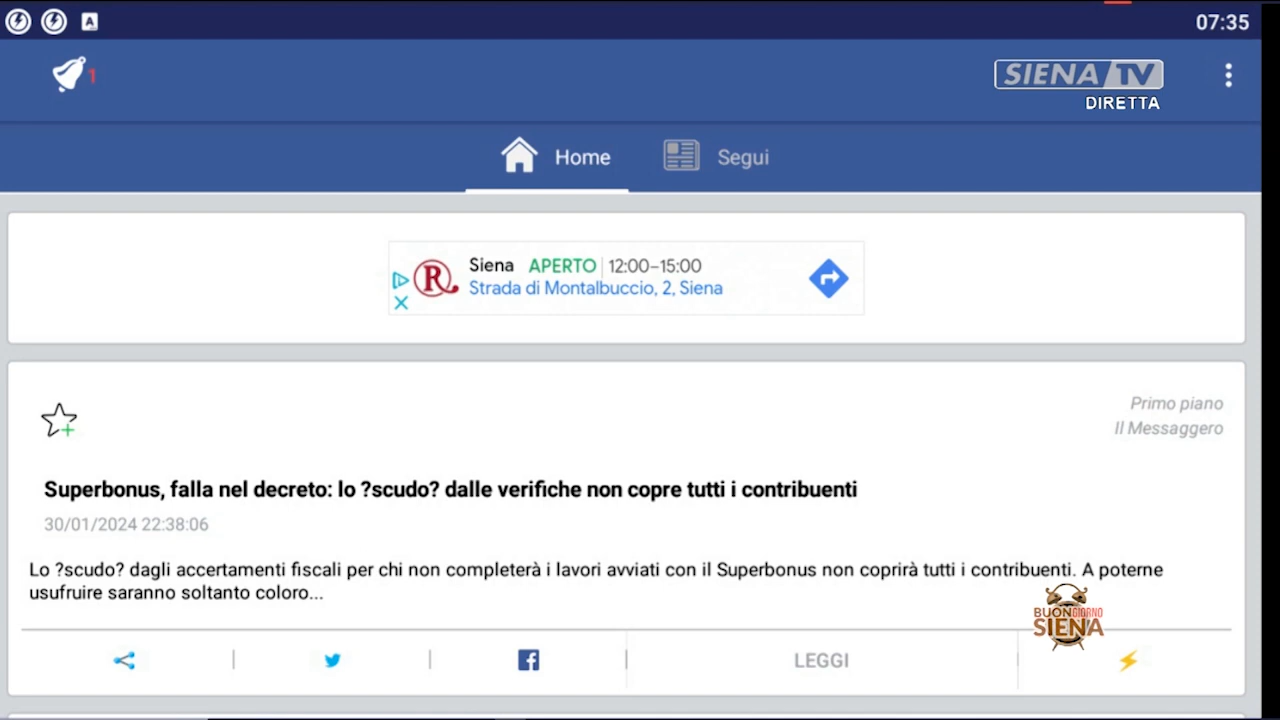 A
07:35
1
SIENA TV
DIRETTA
Home
Segui
R
Siena APERTO 12:00–15:00
Strada di Montalbuccio, 2, Siena
Primo piano
Il Messaggero
Superbonus, falla nel decreto: lo ?scudo? dalle verifiche non copre tutti i contribuenti
30/01/2024 22:38:06
Lo ?scudo? dagli accertamenti fiscali per chi non completerà i lavori avviati con il Superbonus non coprirà tutti i contribuenti. A poterne
usufruire saranno soltanto coloro...
BUONGIORNO
SIENA
LEGGI